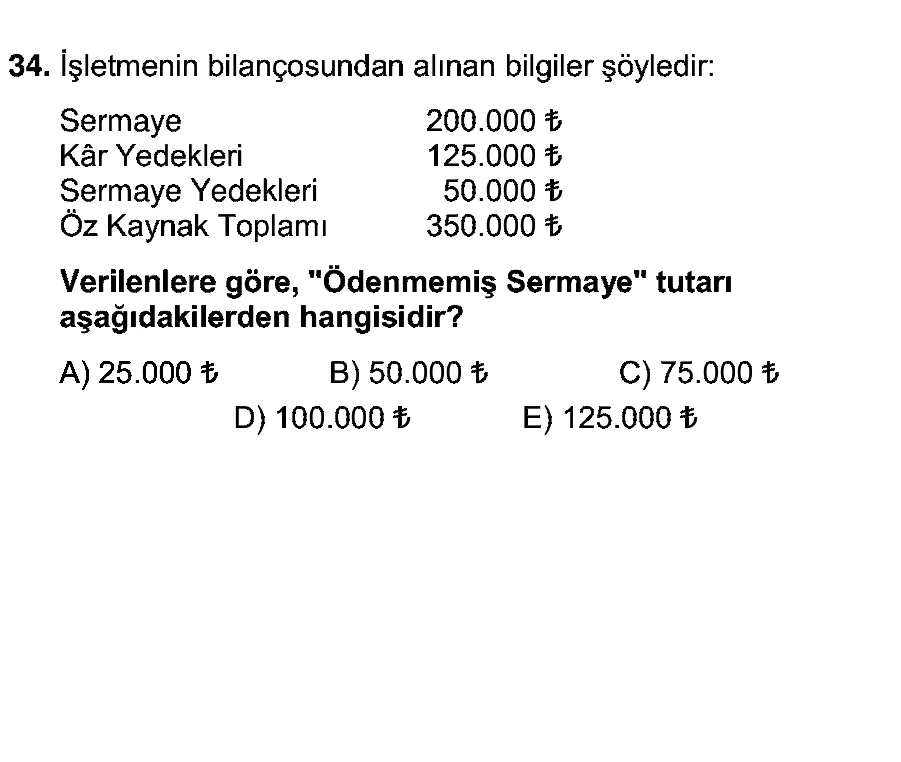 34. İşletmenin bilançosundan alınan bilgiler şöyledir:
Sermaye 200.000 ₺
Kâr Yedekleri 125.000 ₺
Sermaye Yedekleri 50.000 ₺
Öz Kaynak Toplamı 350.000 ₺
Verilenlere göre, "Ödenmemiş Sermaye" tutarı
aşağıdakilerden hangisidir?
A) 25.000 ₺ B) 50.000 ₺ C) 75.000 ₺
D) 100.000 ₺ E) 125.000 ₺